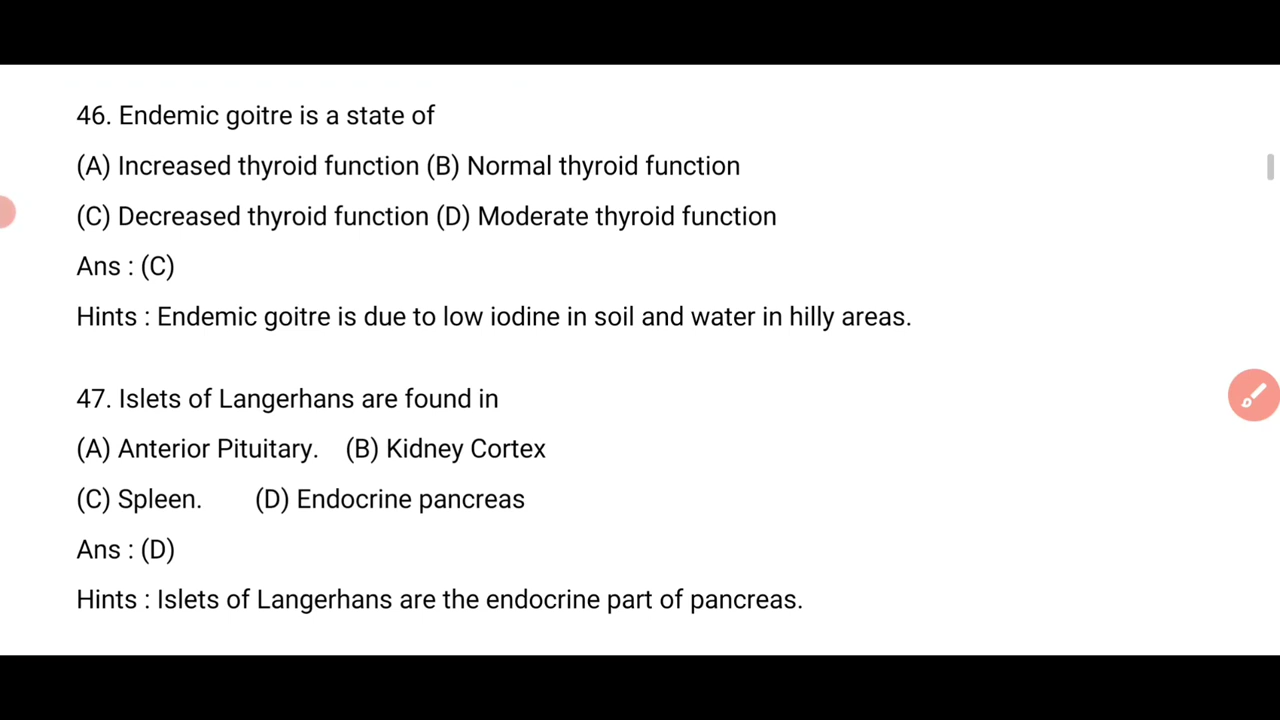 46. Endemic goitre is a state of
(A) Increased thyroid function (B) Normal thyroid function
(C) Decreased thyroid function (D) Moderate thyroid function
Ans : (C)
Hints : Endemic goitre is due to low iodine in soil and water in hilly areas.
47. Islets of Langerhans are found in
(A) Anterior Pituitary. (B) Kidney Cortex
(C) Spleen. (D) Endocrine pancreas
Ans : (D)
Hints : Islets of Langerhans are the endocrine part of pancreas.